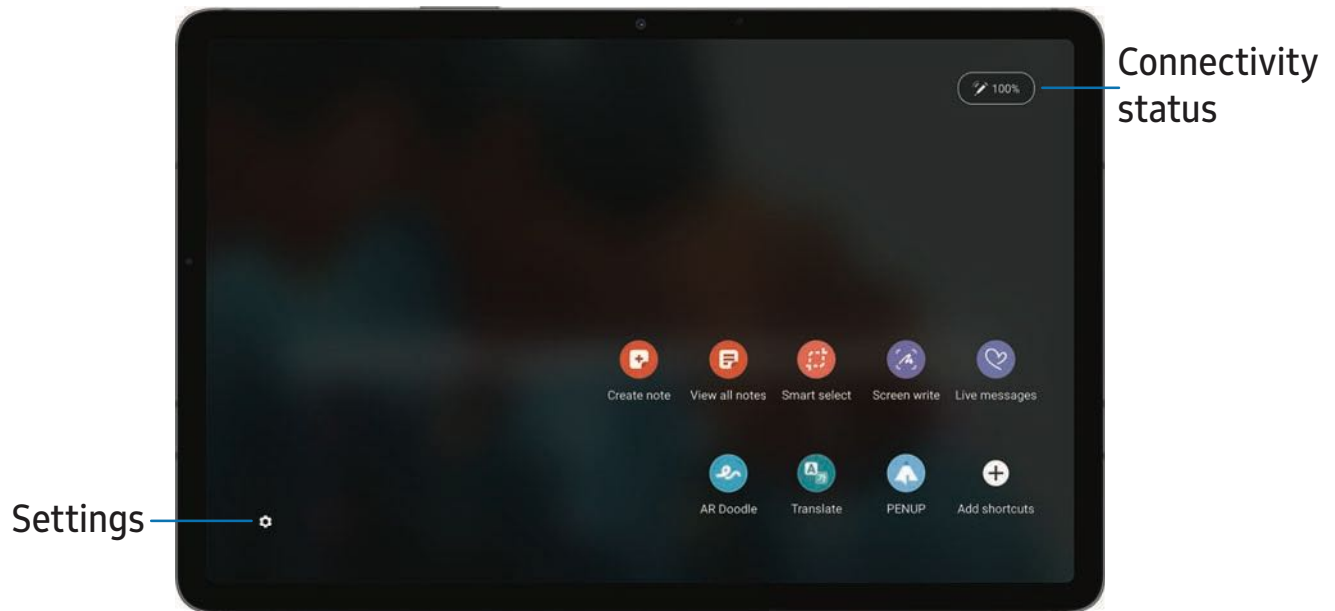 Connectivity
status
100%
Create note View all notes Smart select Screen write Live messages
AR Doodle Translate PENUP Add shortcuts
Settings